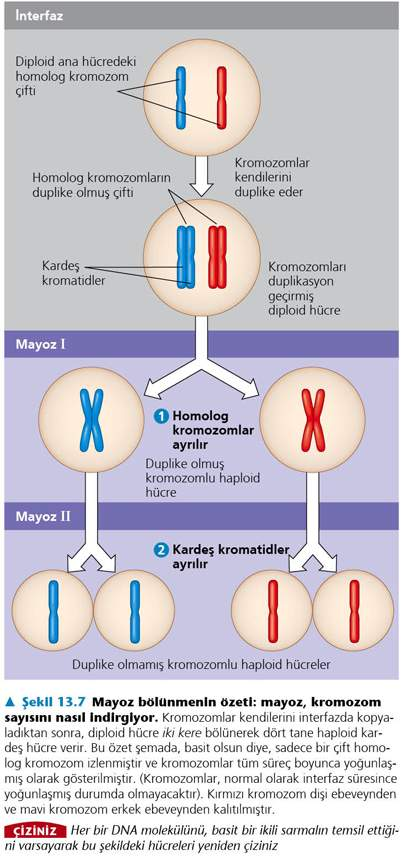 İnterfaz
Diploid ana hücredeki
homolog kromozom
çifti
Homolog kromozomların
duplike olmuş çifti
Kromozomlar
kendilerini
duplike eder
Kardeş
kromatidler
Kromozomları
duplikasyon
geçirmiş
diploid hücre
Mayoz I
1 Homolog
kromozomlar
ayrılır
Duplike olmuş
kromozomlu haploid
hücre
Mayoz II
2 Kardeş kromatidler
ayrılır
Duplike olmamış kromozomlu haploid hücreler
▲ Şekil 13.7 Mayoz bölünmenin özeti: mayoz, kromozom
sayısını nasıl indirgiyor. Kromozomlar kendilerini interfazda kopya-
ladıktan sonra, diploid hücre iki kere bölünerek dört tane haploid kar-
deş hücre verir. Bu özet şemada, basit olsun diye, sadece bir çift homo-
log kromozom izlenmiştir ve kromozomlar tüm süreç boyunca yoğunlaş-
mış olarak gösterilmiştir. (Kromozomlar, normal olarak interfaz süresince
yoğunlaşmış durumda olmayacaktır). Kırmızı kromozom dişi ebeveynden
ve mavi kromozom erkek ebeveynden kalıtılmıştır.
ÇİZİNİZ Her bir DNA molekülünü, basit bir ikili sarmalın temsil ettiği-
ni varsayarak bu şekildeki hücreleri yeniden çiziniz